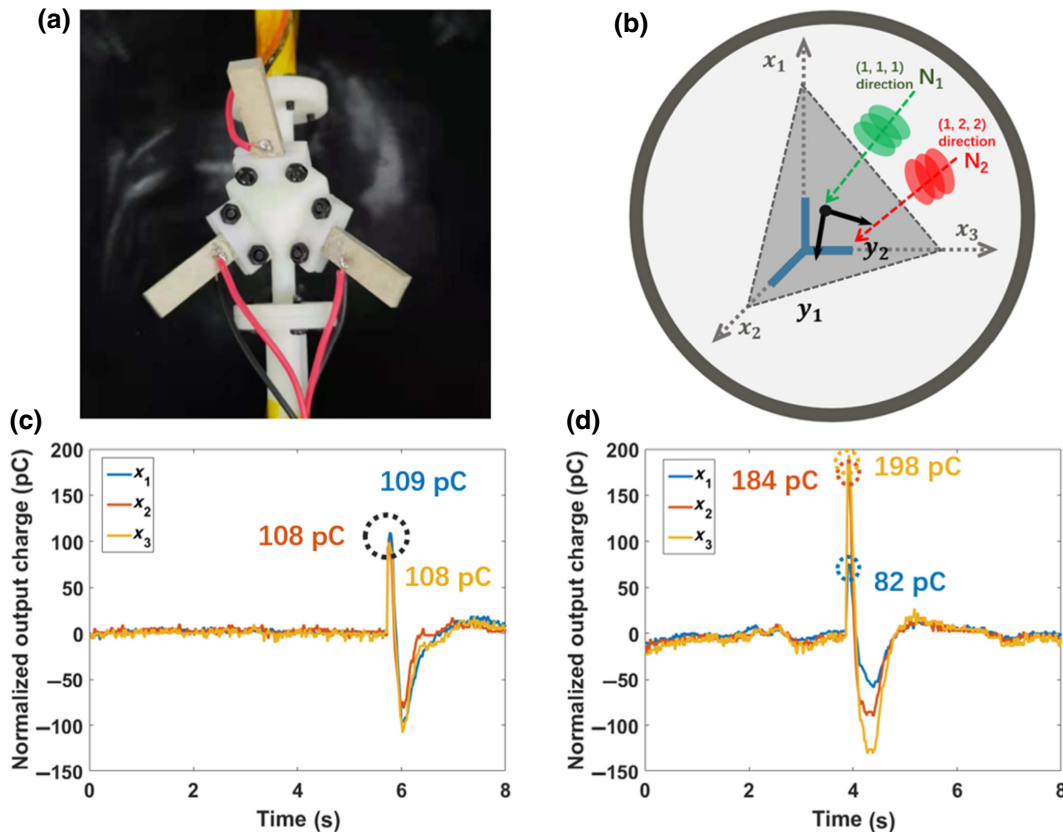 (a)
(b)
x₁
(1, 1, 1)
direction
N₁
(1, 2, 2)
direction
N₂
x₃
y₂
x₂
y₁
(c)
Normalized output charge (pC)
200
150
100
50
0
−50
−100
−150
x₁
x₂
x₃
109 pC
108 pC
108 pC
0 2 4 6 8
Time (s)
(d)
Normalized output charge (pC)
200
150
100
50
0
−50
−100
−150
x₁
x₂
x₃
184 pC
198 pC
82 pC
0 2 4 6 8
Time (s)